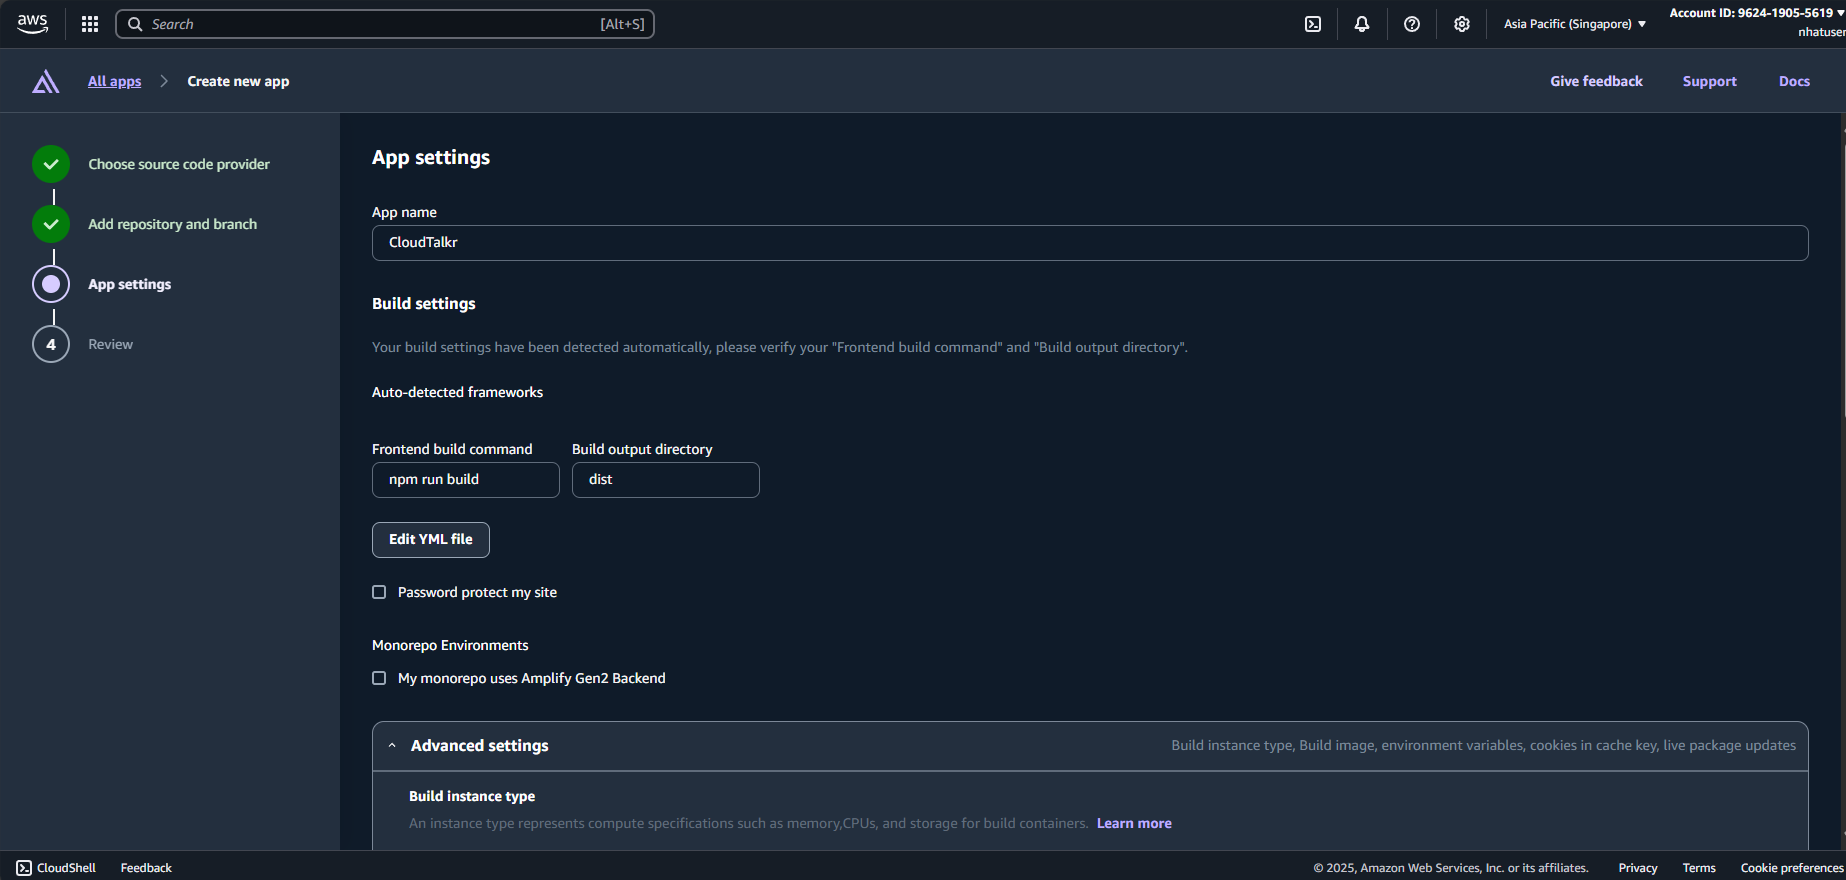 aws
Search [Alt+S]
Asia Pacific (Singapore)
Account ID: 9624-1905-5619
nhatuser
All apps
Create new app
Give feedback
Support
Docs
Choose source code provider
Add repository and branch
App settings
4
Review
App settings
App name
CloudTalkr
Build settings
Your build settings have been detected automatically, please verify your "Frontend build command" and "Build output directory".
Auto-detected frameworks
Frontend build command
Build output directory
npm run build
dist
Edit YML file
Password protect my site
Monorepo Environments
My monorepo uses Amplify Gen2 Backend
Advanced settings
Build instance type, Build image, environment variables, cookies in cache key, live package updates
Build instance type
An instance type represents compute specifications such as memory,CPUs, and storage for build containers. Learn more
CloudShell
Feedback
© 2025, Amazon Web Services, Inc. or its affiliates.
Privacy
Terms
Cookie preferences